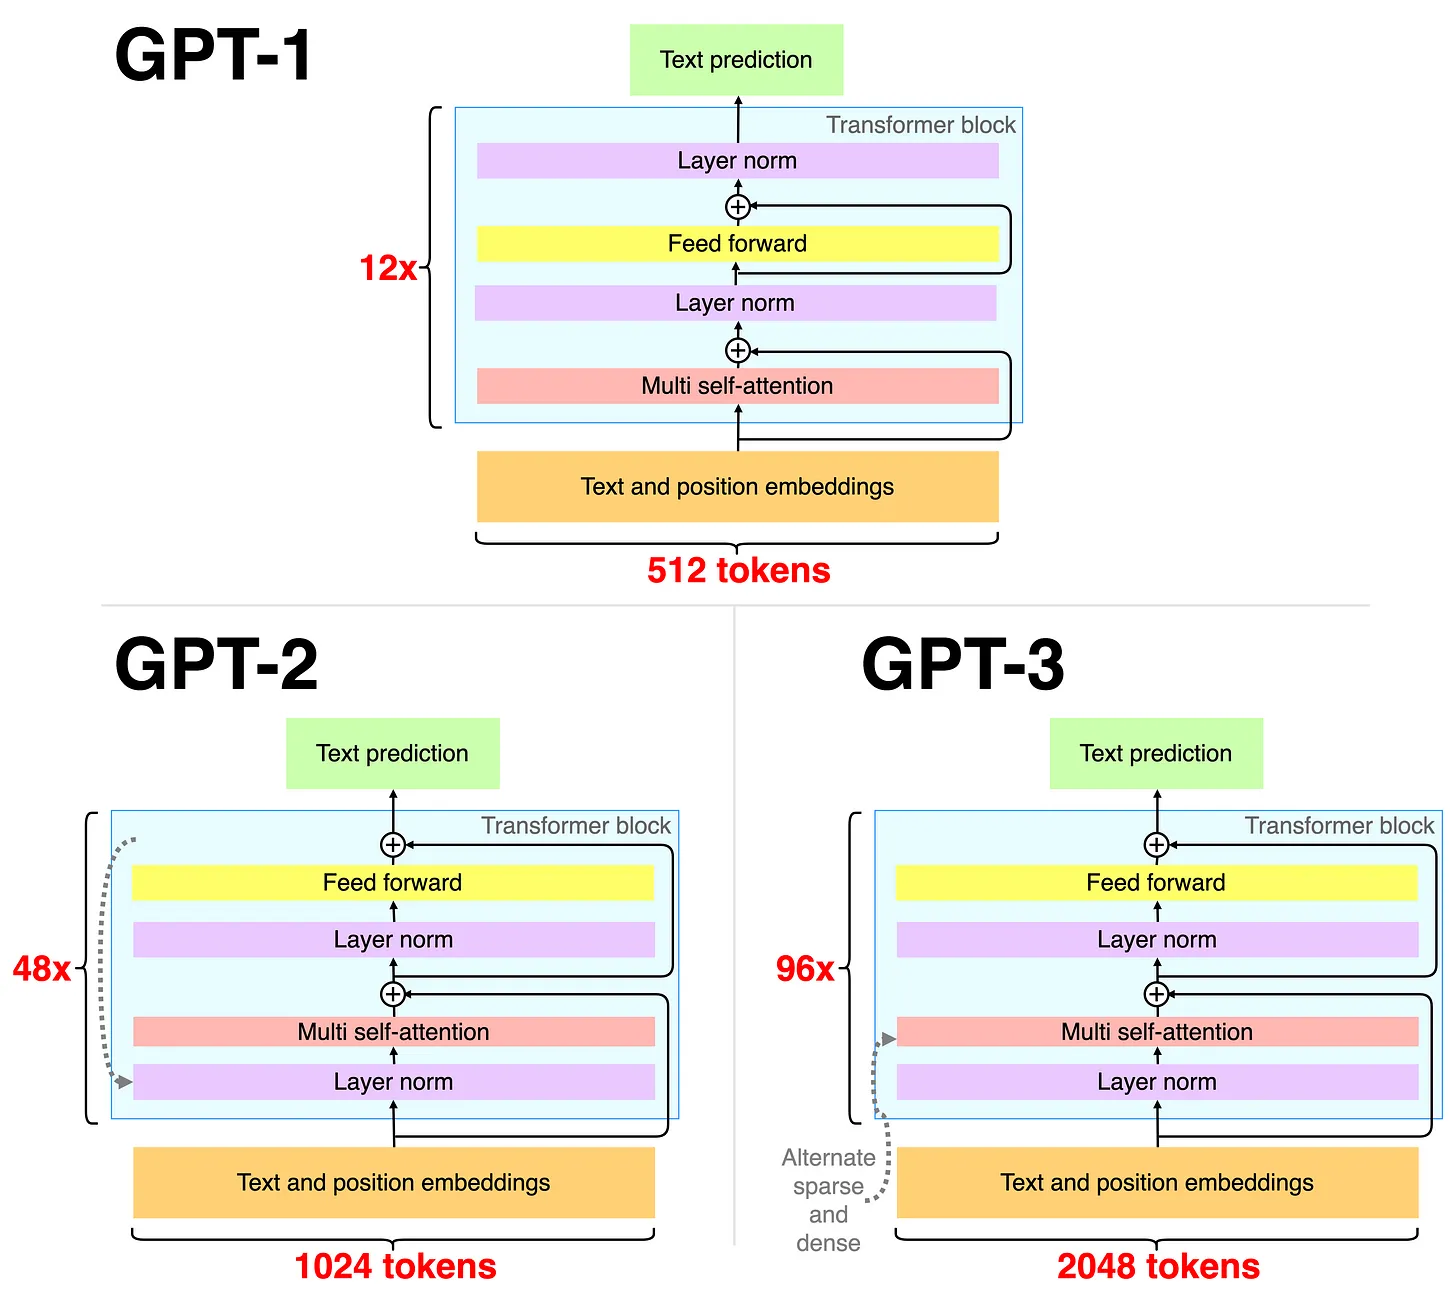 GPT-1
Text prediction
Transformer block
Layer norm
Feed forward
12x
Layer norm
Multi self-attention
Text and position embeddings
512 tokens
GPT-2
Text prediction
Transformer block
Feed forward
Layer norm
48x
Multi self-attention
Layer norm
Text and position embeddings
1024 tokens
GPT-3
Text prediction
Transformer block
Feed forward
Layer norm
96x
Multi self-attention
Layer norm
Alternate
sparse
and
dense
Text and position embeddings
2048 tokens